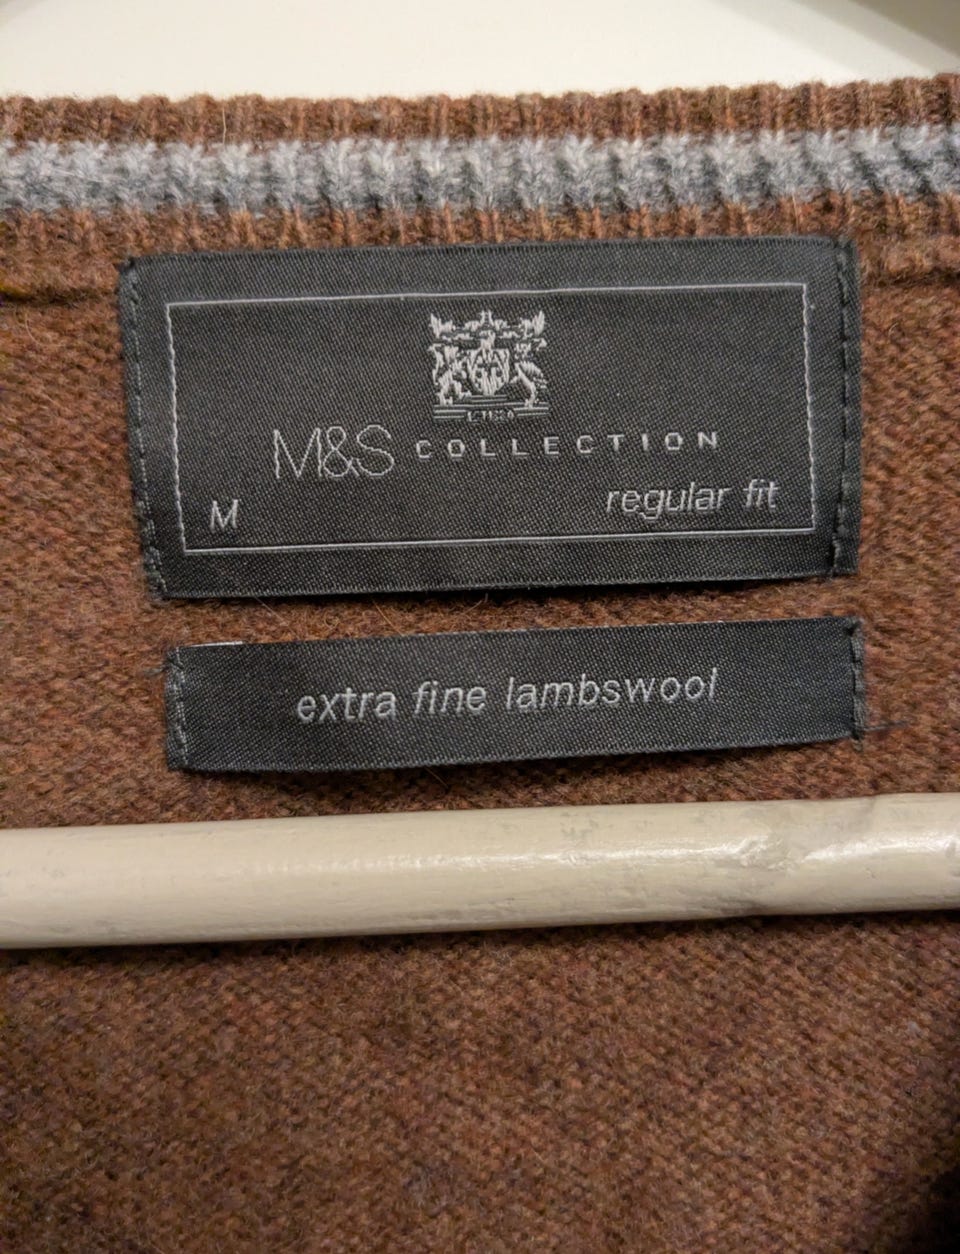 M&S COLLECTION
M regular fit
extra fine lambswool